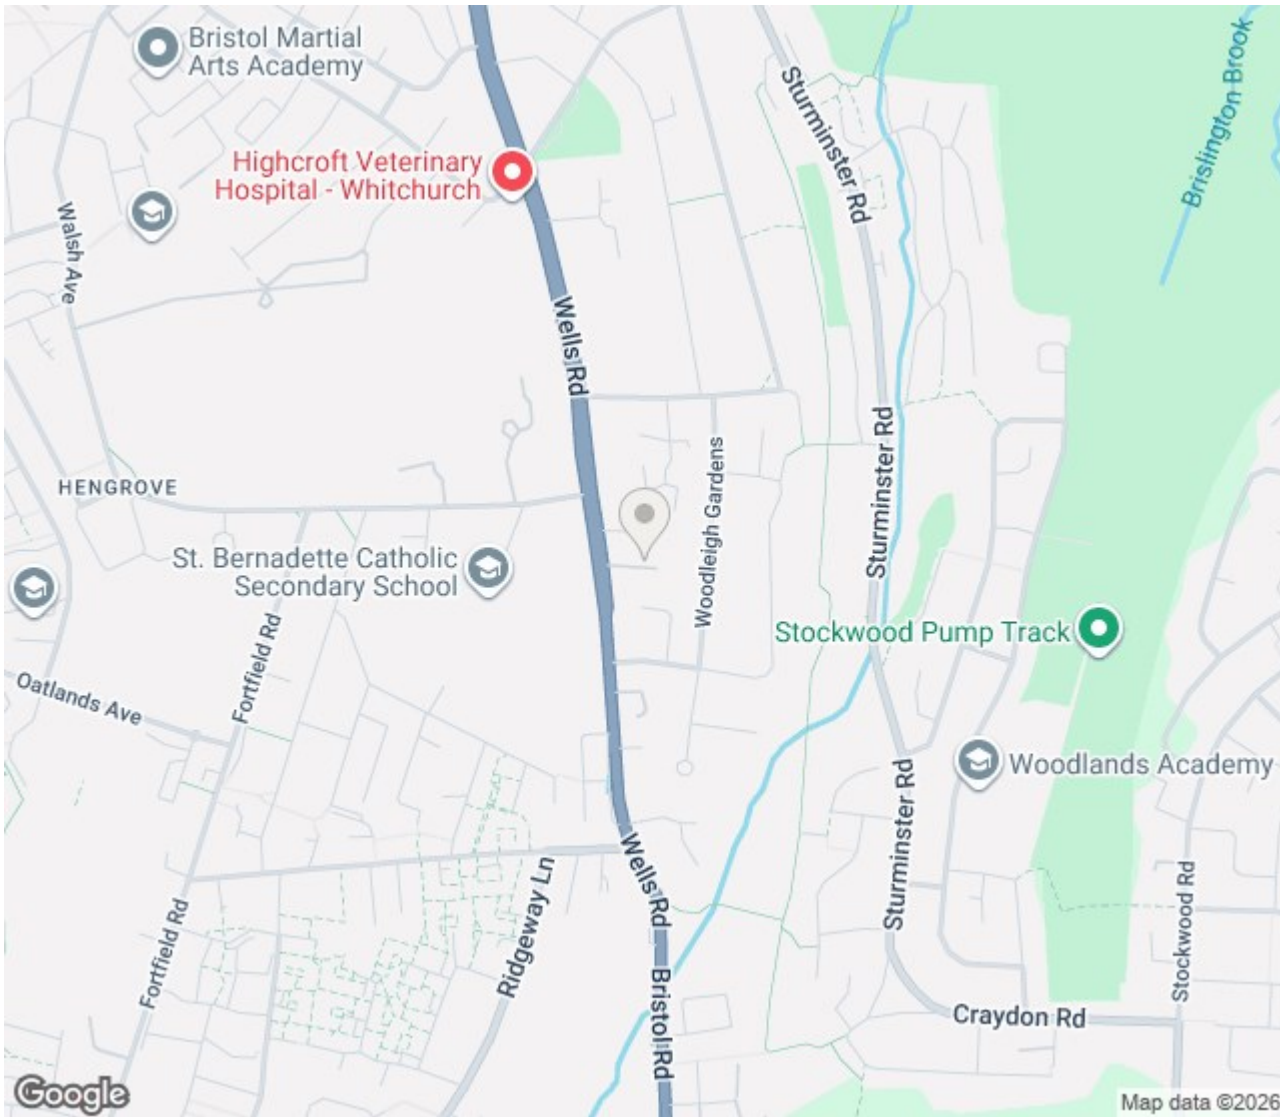 Bristol Martial
Arts Academy
Sturminster Rd
Brislington Brook
Highcroft Veterinary
Hospital - Whitchurch
Walsh Ave
Wells Rd
HENGROVE
Sturminster Rd
Woodleigh Gardens
St. Bernadette Catholic
Secondary School
Stockwood Pump Track
Fortfield Rd
Oatlands Ave
Woodlands Academy
Sturminster Rd
Wells Rd
Ridgeway Ln
Fortfield Rd
Stockwood Rd
Bristol Rd
Craydon Rd
Google
Map data ©2026